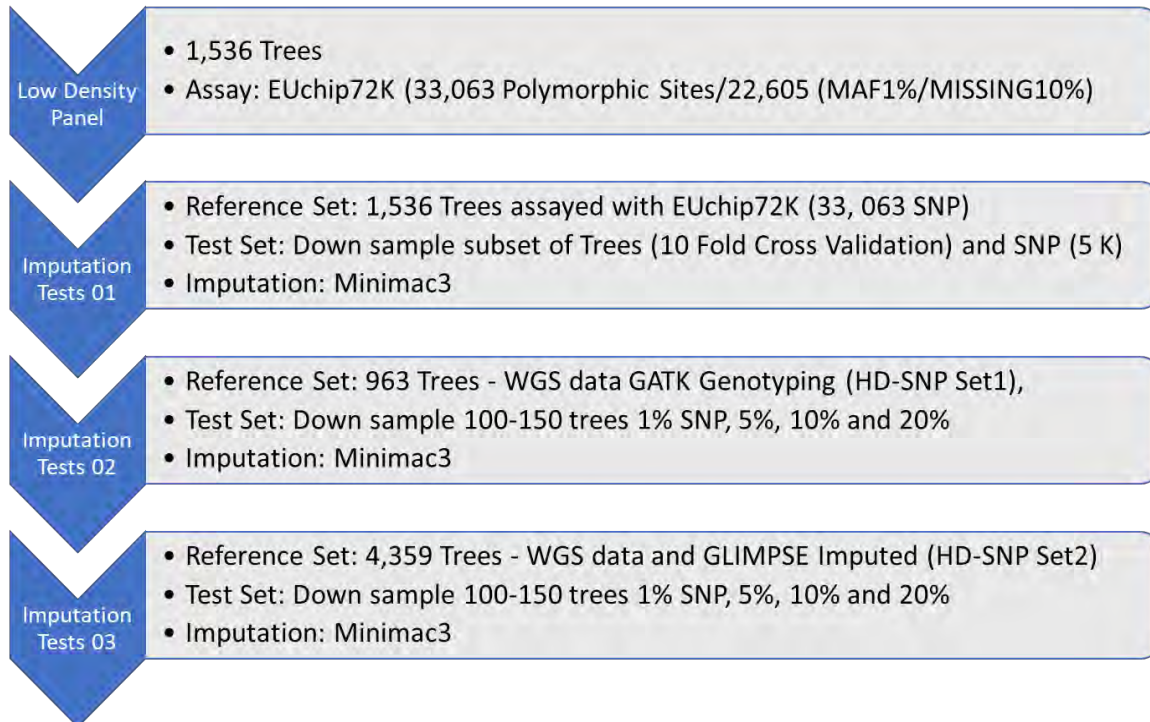 Low Density
Panel
• 1,536 Trees
• Assay: EUchip72K (33,063 Polymorphic Sites/22,605 (MAF1%/MISSING10%)
Imputation
Tests 01
• Reference Set: 1,536 Trees assayed with EUchip72K (33, 063 SNP)
• Test Set: Down sample subset of Trees (10 Fold Cross Validation) and SNP (5 K)
• Imputation: Minimac3
Imputation
Tests 02
• Reference Set: 963 Trees - WGS data GATK Genotyping (HD-SNP Set1),
• Test Set: Down sample 100-150 trees 1% SNP, 5%, 10% and 20%
• Imputation: Minimac3
Imputation
Tests 03
• Reference Set: 4,359 Trees - WGS data and GLIMPSE Imputed (HD-SNP Set2)
• Test Set: Down sample 100-150 trees 1% SNP, 5%, 10% and 20%
• Imputation: Minimac3